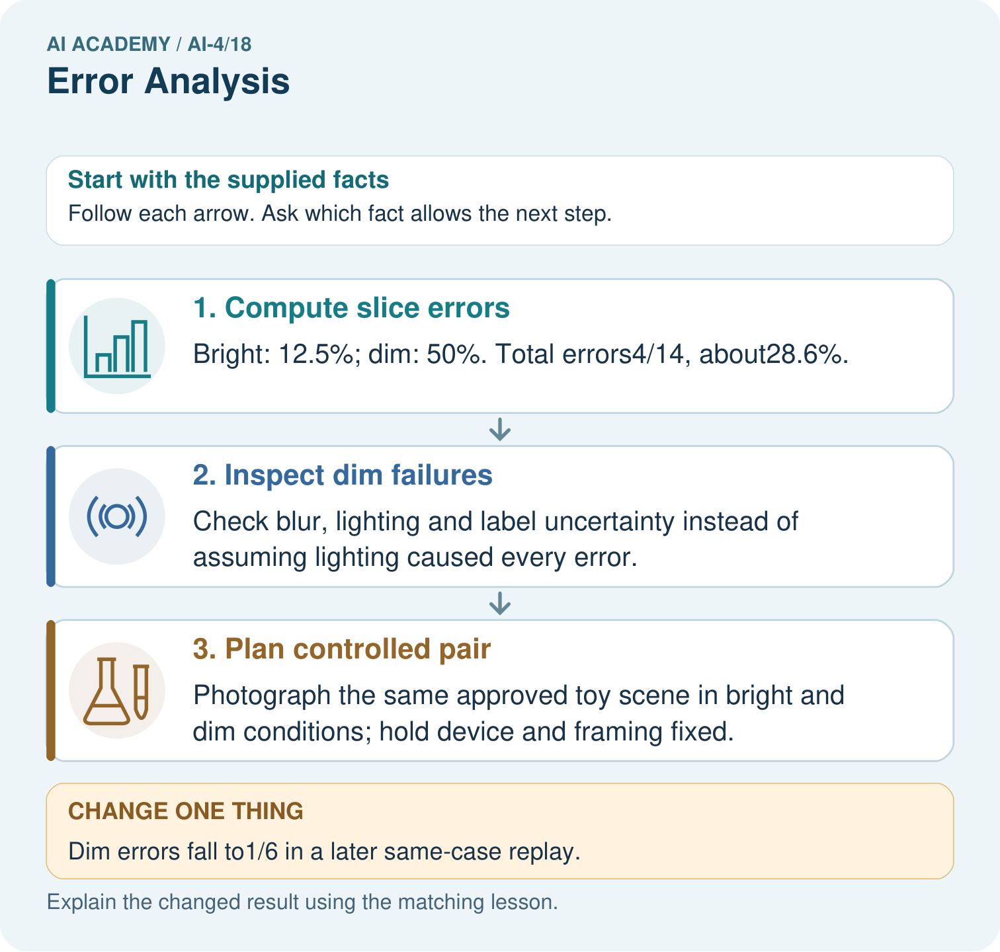 AI ACADEMY / AI-4/18
Error Analysis
Start with the supplied facts
Follow each arrow. Ask which fact allows the next step.
1. Compute slice errors
Bright: 12.5%; dim: 50%. Total errors4/14, about28.6%.
2. Inspect dim failures
Check blur, lighting and label uncertainty instead of
assuming lighting caused every error.
3. Plan controlled pair
Photograph the same approved toy scene in bright and
dim conditions; hold device and framing fixed.
CHANGE ONE THING
Dim errors fall to1/6 in a later same-case replay.
Explain the changed result using the matching lesson.